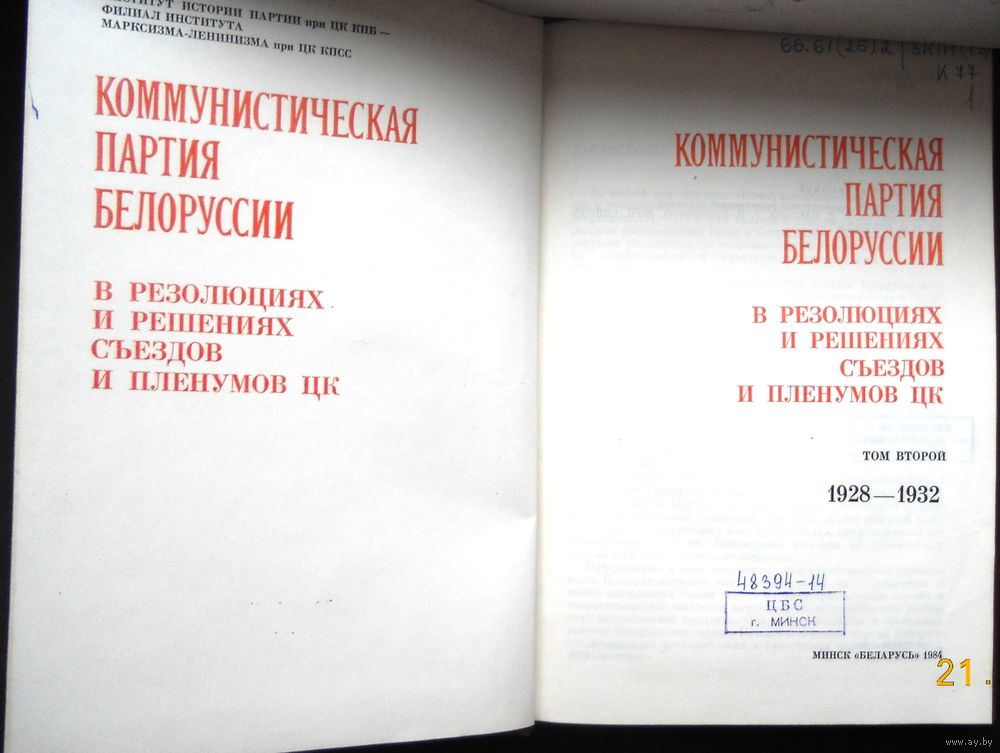 ИНСТИТУТ ИСТОРИИ ПАРТИИ при ЦК КПБ —
ФИЛИАЛ ИНСТИТУТА
МАРКСИЗМА-ЛЕНИНИЗМА при ЦК КПСС
КОММУНИСТИЧЕСКАЯ
ПАРТИЯ
БЕЛОРУССИИ
В РЕЗОЛЮЦИЯХ
И РЕШЕНИЯХ
СЪЕЗДОВ
И ПЛЕНУМОВ ЦК
66.61(2Б)2
К 77
1
КОММУНИСТИЧЕСКАЯ
ПАРТИЯ
БЕЛОРУССИИ
В РЕЗОЛЮЦИЯХ
И РЕШЕНИЯХ
СЪЕЗДОВ
И ПЛЕНУМОВ ЦК
ТОМ ВТОРОЙ
1928—1932
48394-14
ЦБС
г. МИНСК
МИНСК «БЕЛАРУСЬ» 1984
21.
www.ay.by